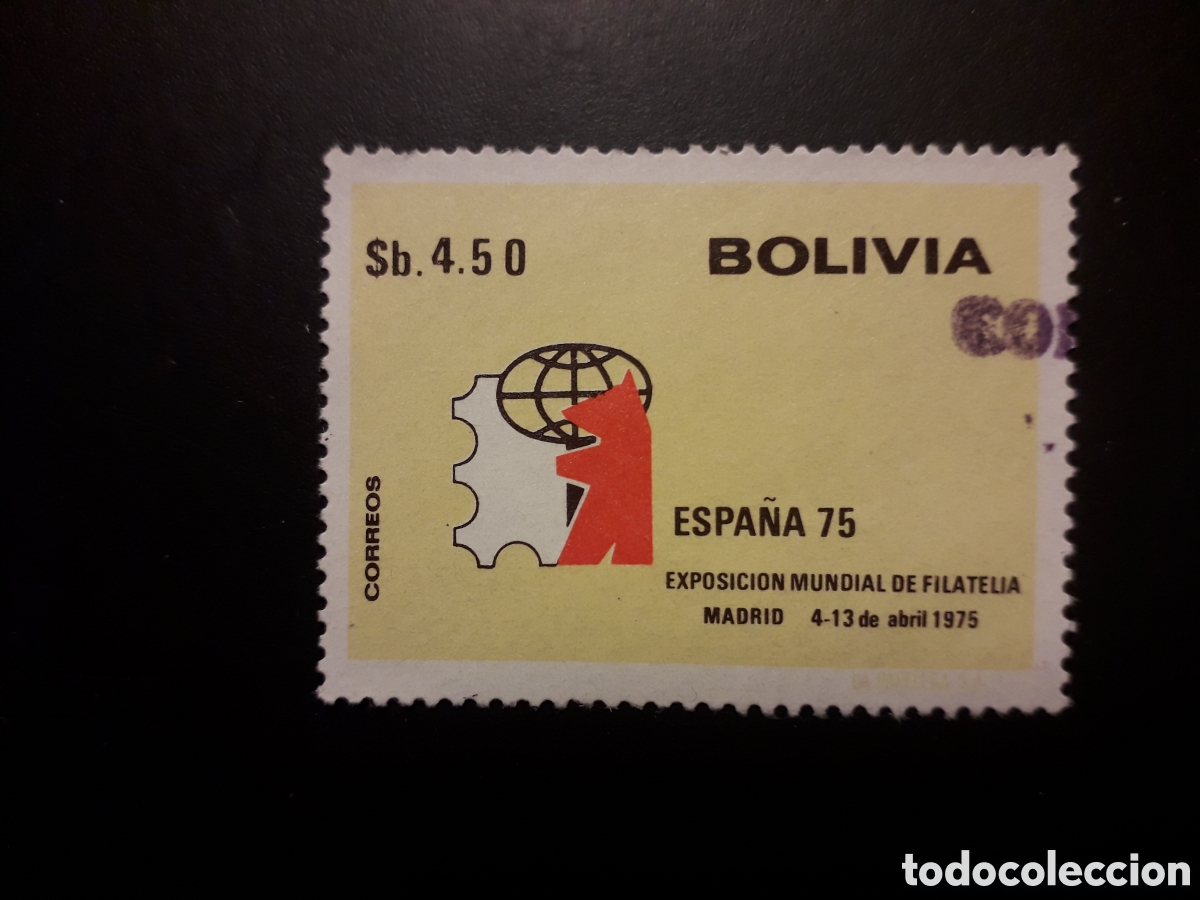 $b. 4.50
BOLIVIA
CORREOS
ESPAÑA 75
EXPOSICION MUNDIAL DE FILATELIA
MADRID 4-13 de abril 1975
todocoleccion